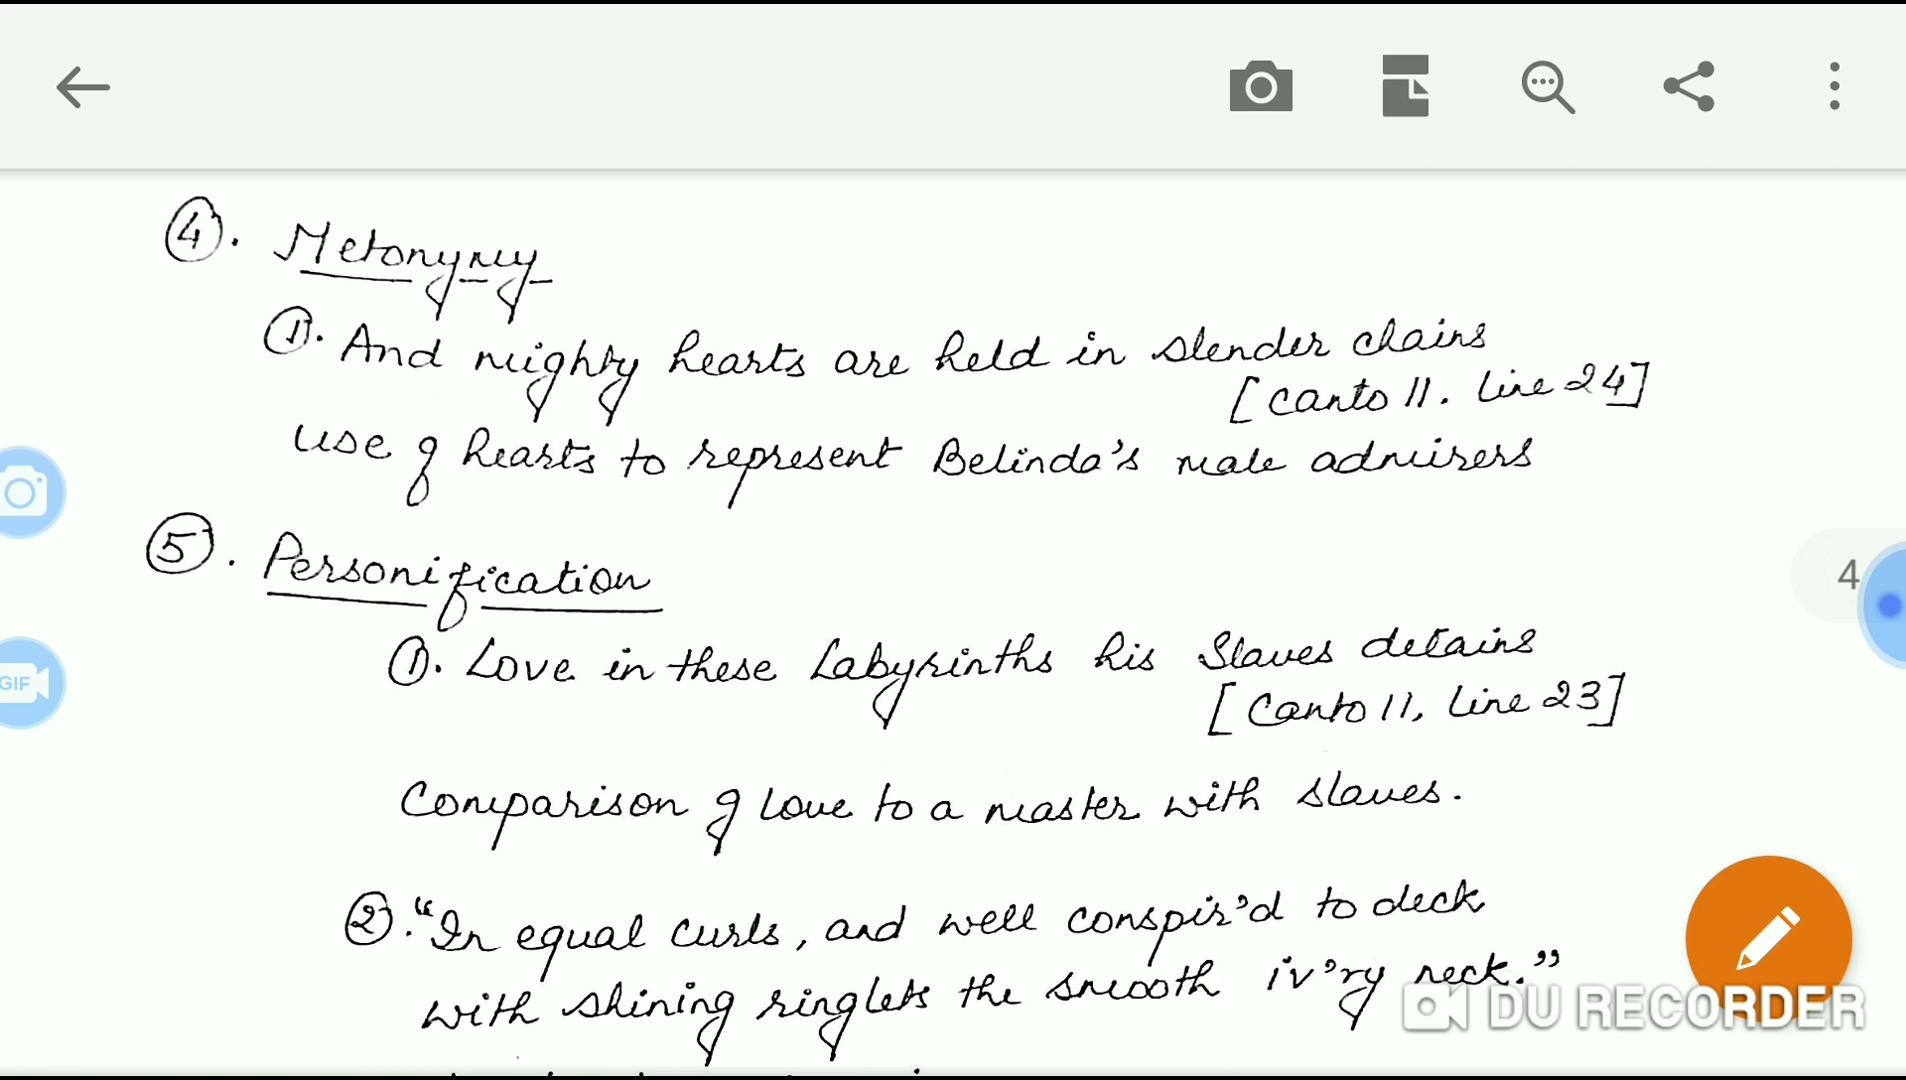 4. Metonymy
1. And mighty hearts are held in slender chains
[Canto II. Line 24]
use of hearts to represent Belinda's male admirers
5. Personification
1. Love in these Labyrinths his Slaves detains
[Canto II, Line 23]
Comparison of love to a master with slaves.
2. "In equal curls, and well conspir'd to deck
with shining ringlets the smooth iv'ry neck."
4
GIF
DU RECORDER